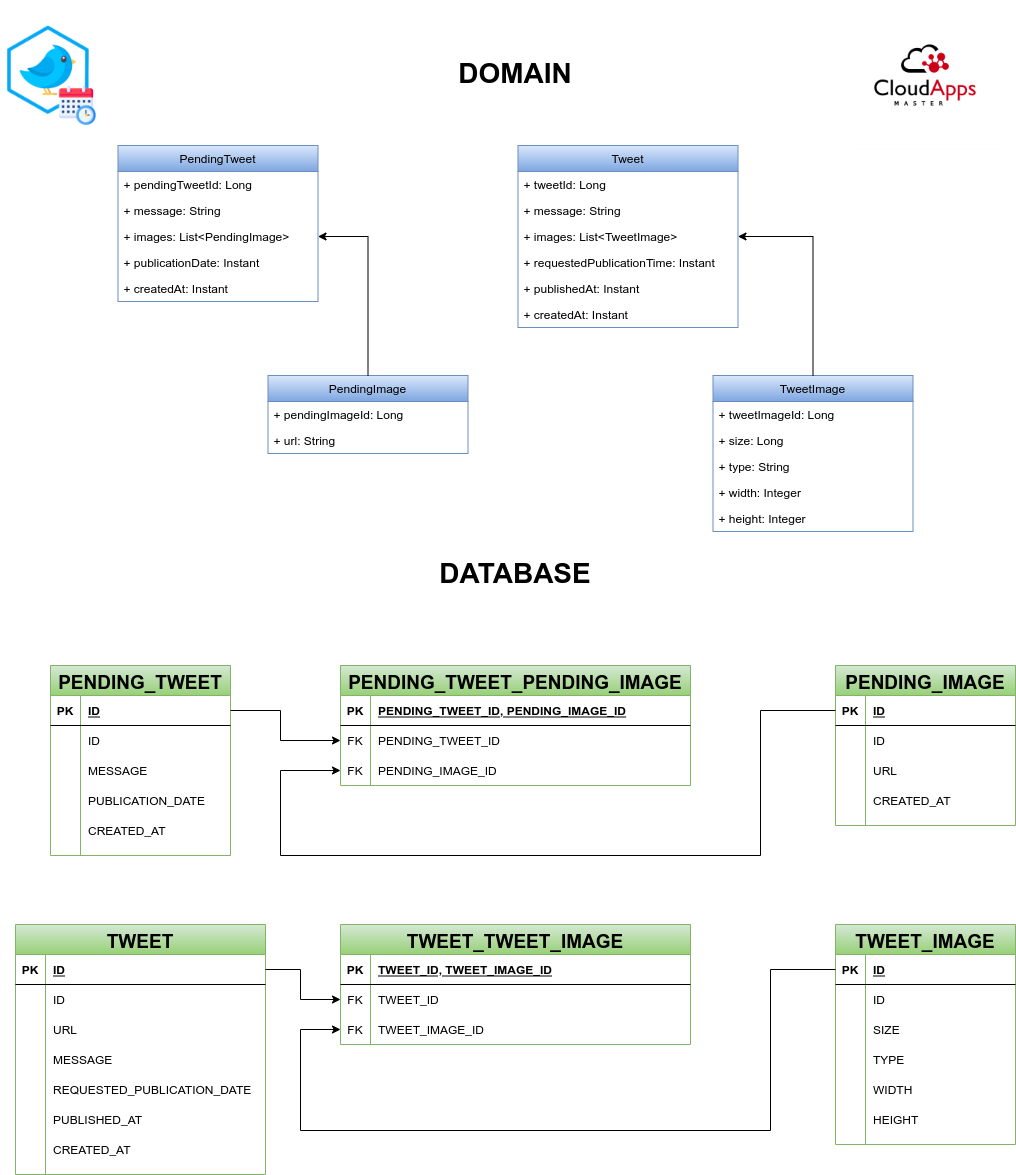 DOMAIN
CloudApps
MASTER
PendingTweet
+ pendingTweetId: Long
+ message: String
+ images: List<PendingImage>
+ publicationDate: Instant
+ createdAt: Instant
Tweet
+ tweetId: Long
+ message: String
+ images: List<TweetImage>
+ requestedPublicationTime: Instant
+ publishedAt: Instant
+ createdAt: Instant
PendingImage
+ pendingImageId: Long
+ url: String
TweetImage
+ tweetImageId: Long
+ size: Long
+ type: String
+ width: Integer
+ height: Integer
DATABASE
PENDING_TWEET
PK ID
ID
MESSAGE
PUBLICATION_DATE
CREATED_AT
PENDING_TWEET_PENDING_IMAGE
PK PENDING_TWEET_ID, PENDING_IMAGE_ID
FK PENDING_TWEET_ID
FK PENDING_IMAGE_ID
PENDING_IMAGE
PK ID
ID
URL
CREATED_AT
TWEET
PK ID
ID
URL
MESSAGE
REQUESTED_PUBLICATION_DATE
PUBLISHED_AT
CREATED_AT
TWEET_TWEET_IMAGE
PK TWEET_ID, TWEET_IMAGE_ID
FK TWEET_ID
FK TWEET_IMAGE_ID
TWEET_IMAGE
PK ID
ID
SIZE
TYPE
WIDTH
HEIGHT